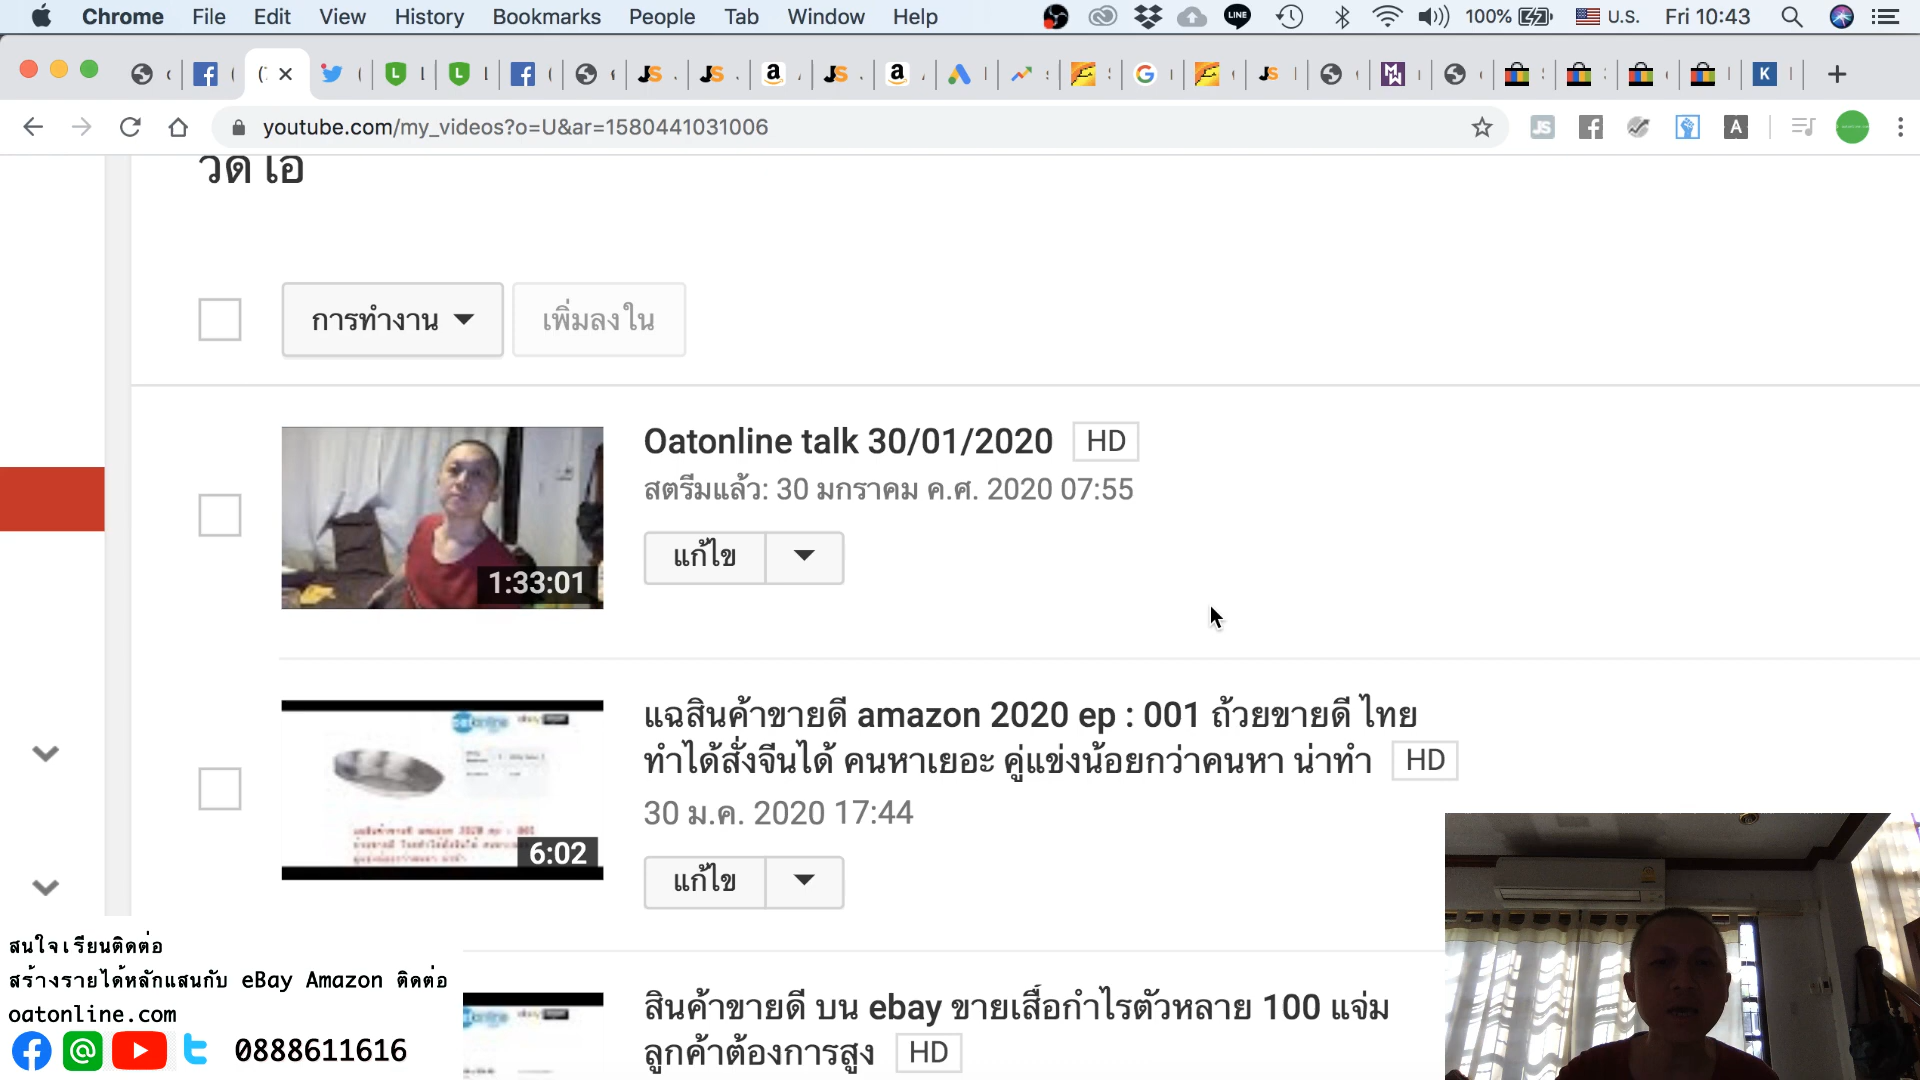 Chrome File Edit View History Bookmarks People Tab Window Help LINE 100% U.S. Fri 10:43
youtube.com/my_videos?o=U&ar=1580441031006
วิดีโอ
การทำงาน เพิ่มลงใน
Oatonline talk 30/01/2020 HD
สตรีมแล้ว: 30 มกราคม ค.ศ. 2020 07:55
แก้ไข
1:33:01
แฉสินค้าขายดี amazon 2020 ep : 001 ถ้วยขายดี ไทย
ทำได้สั่งจีนได้ คนหาเยอะ คู่แข่งน้อยกว่าคนหา น่าทำ HD
30 ม.ค. 2020 17:44
6:02
แก้ไข
สินค้าขายดี บน ebay ขายเสื้อกำไรตัวหลาย 100 แจ่ม
ลูกค้าต้องการสูง HD
สนใจเรียนติดต่อ
สร้างรายได้หลักแสนกับ eBay Amazon ติดต่อ
oatonline.com
0888611616